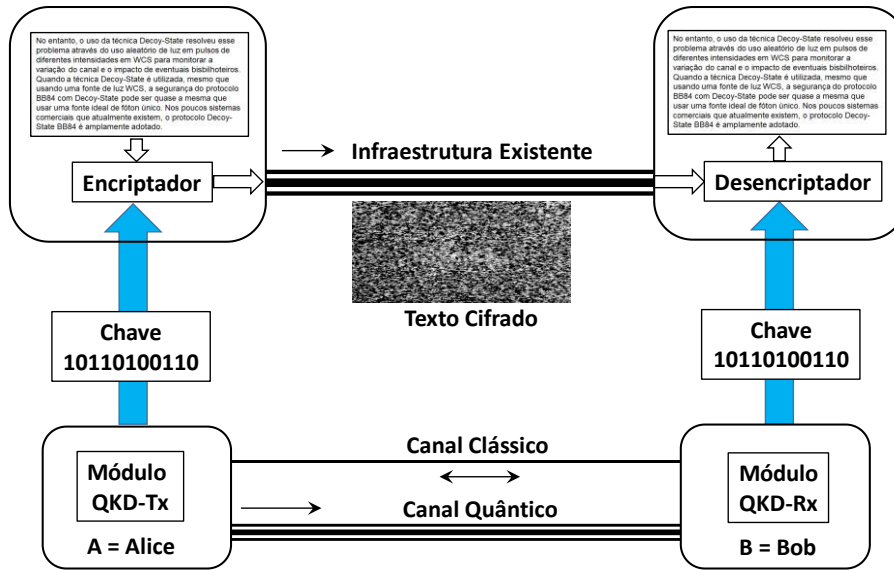 No entanto, o uso da técnica Decoy-State resolveu esse
problema através do uso aleatório de luz em pulsos de
diferentes intensidades em WCS para monitorar a
variação do canal e o impacto de eventuais bisbilhoteiros.
Quando a técnica Decoy-State é utilizada, mesmo que
usando uma fonte de luz WCS, a segurança do protocolo
BB84 com Decoy-State pode ser quase a mesma que
usar uma fonte ideal de fóton único. Nos poucos sistemas
comerciais que atualmente existem, o protocolo Decoy-
State BB84 é amplamente adotado.
No entanto, o uso da técnica Decoy-State resolveu esse
problema através do uso aleatório de luz em pulsos de
diferentes intensidades em WCS para monitorar a
variação do canal e o impacto de eventuais bisbilhoteiros.
Quando a técnica Decoy-State é utilizada, mesmo que
usando uma fonte de luz WCS, a segurança do protocolo
BB84 com Decoy-State pode ser quase a mesma que
usar uma fonte ideal de fóton único. Nos poucos sistemas
comerciais que atualmente existem, o protocolo Decoy-
State BB84 é amplamente adotado.
Encriptador
Infraestrutura Existente
Desencriptador
Texto Cifrado
Chave
10110100110
Chave
10110100110
Módulo
QKD-Tx
A = Alice
Canal Clássico
Canal Quântico
Módulo
QKD-Rx
B = Bob